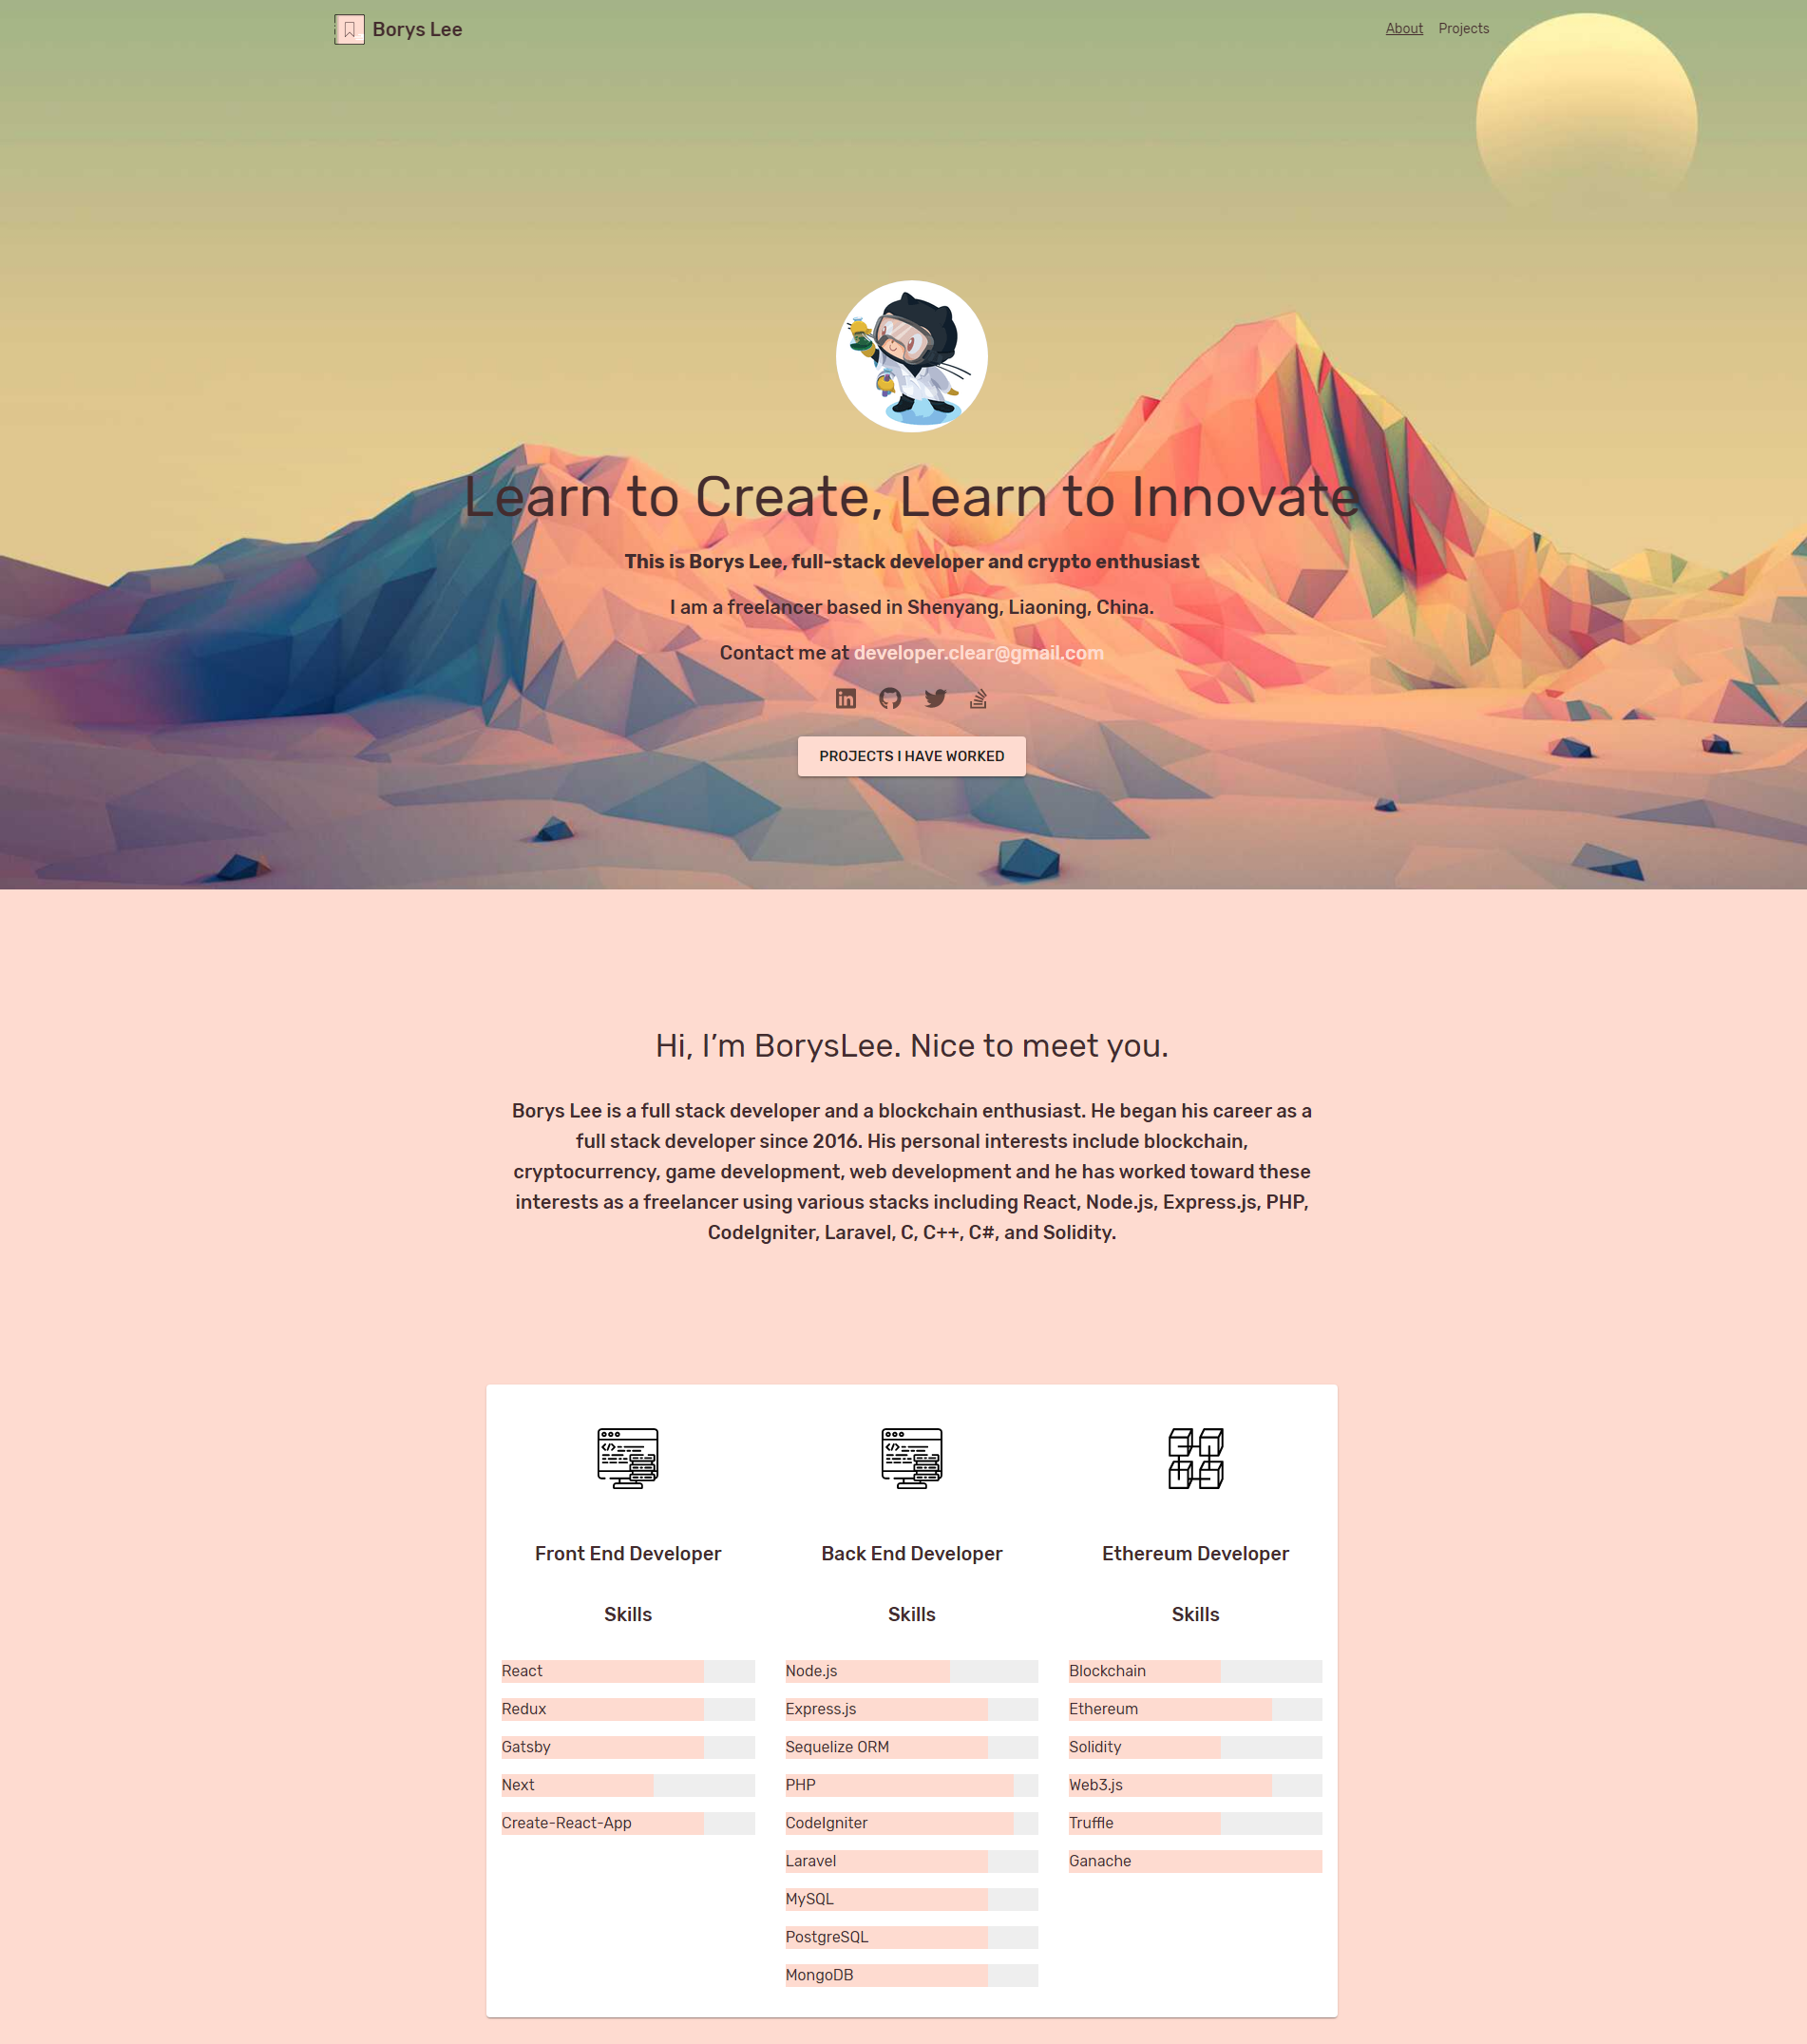 Borys Lee
About Projects
Learn to Create, Learn to Innovate
This is Borys Lee, full-stack developer and crypto enthusiast
I am a freelancer based in Shenyang, Liaoning, China.
Contact me at developer.clear@gmail.com
PROJECTS I HAVE WORKED
Hi, I’m BorysLee. Nice to meet you.
Borys Lee is a full stack developer and a blockchain enthusiast. He began his career as a
full stack developer since 2016. His personal interests include blockchain,
cryptocurrency, game development, web development and he has worked toward these
interests as a freelancer using various stacks including React, Node.js, Express.js, PHP,
CodeIgniter, Laravel, C, C++, C#, and Solidity.
Front End Developer
Skills
React
Redux
Gatsby
Next
Create-React-App
Back End Developer
Skills
Node.js
Express.js
Sequelize ORM
PHP
CodeIgniter
Laravel
MySQL
PostgreSQL
MongoDB
Ethereum Developer
Skills
Blockchain
Ethereum
Solidity
Web3.js
Truffle
Ganache